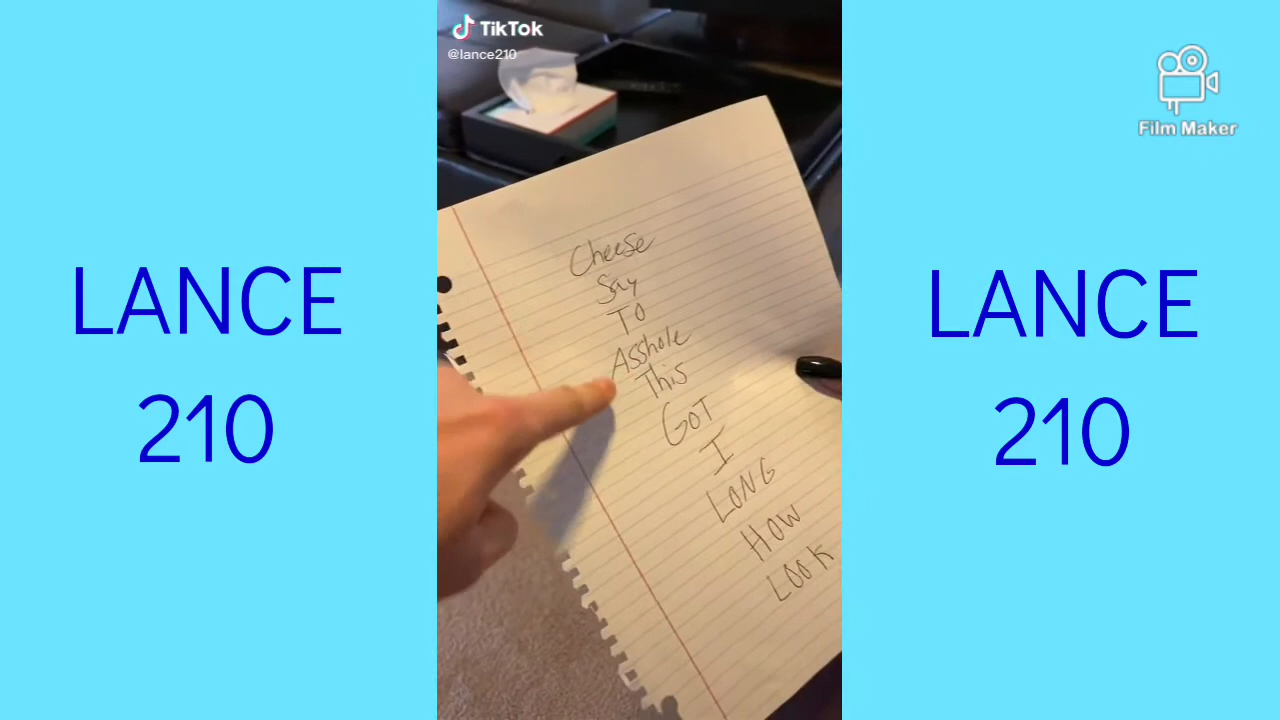 TikTok
@lance210
Film Maker
LANCE
210
Cheese
Say
To
Asshole
This
GOT
I
LONG
HOW
LOOK
LANCE
210